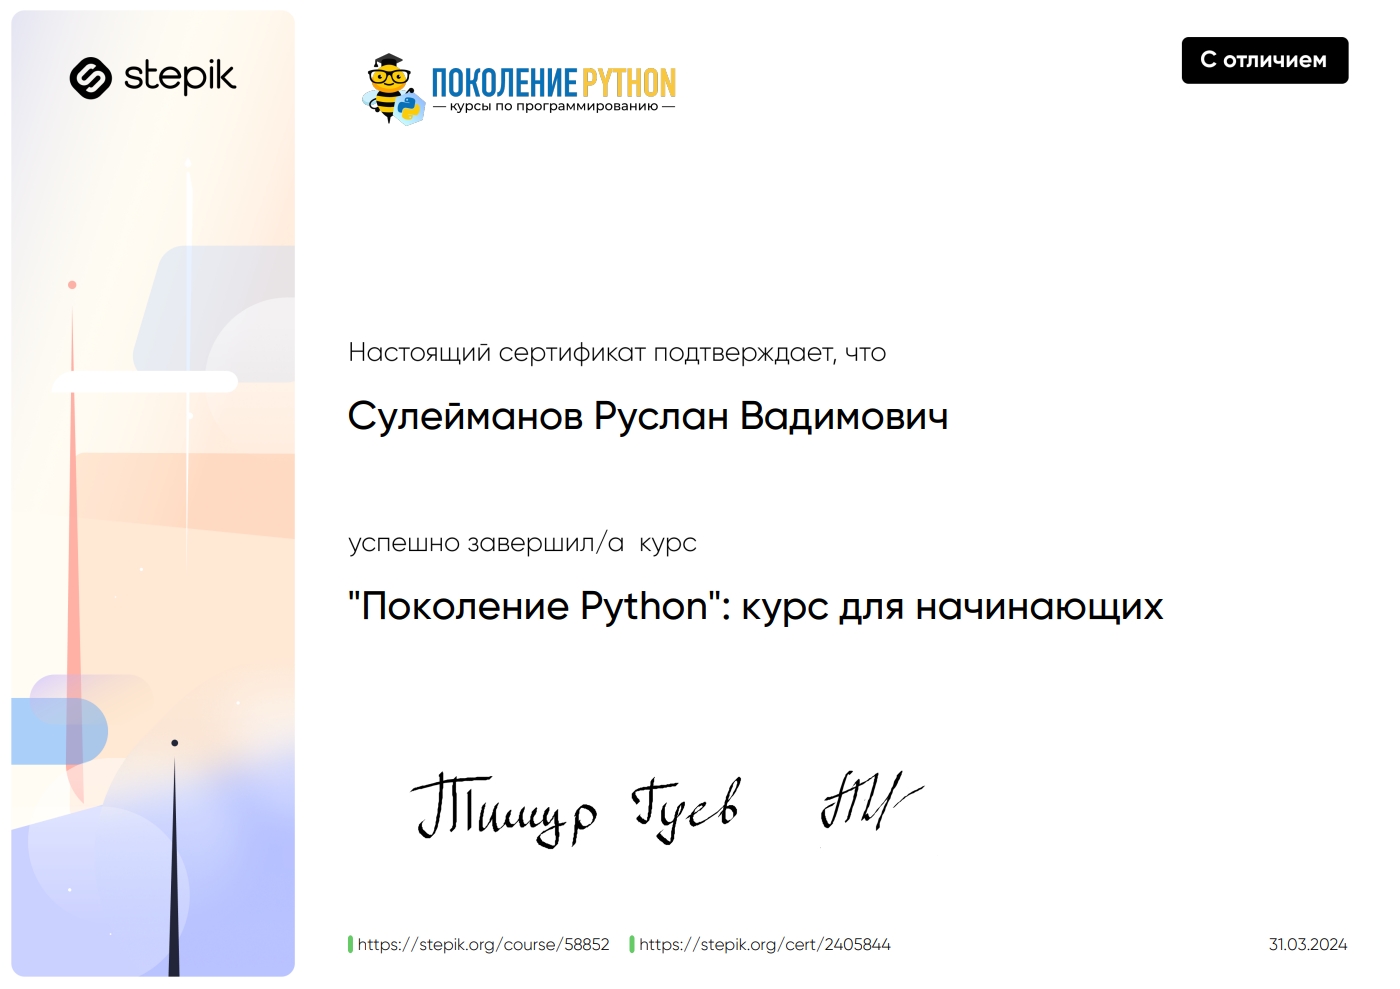 stepik
ПОКОЛЕНИЕ PYTHON
— курсы по программированию —
С отличием
Настоящий сертификат подтверждает, что
Сулейманов Руслан Вадимович
успешно завершил/а курс
"Поколение Python": курс для начинающих
Тимур Гуев
https://stepik.org/course/58852 https://stepik.org/cert/2405844 31.03.2024